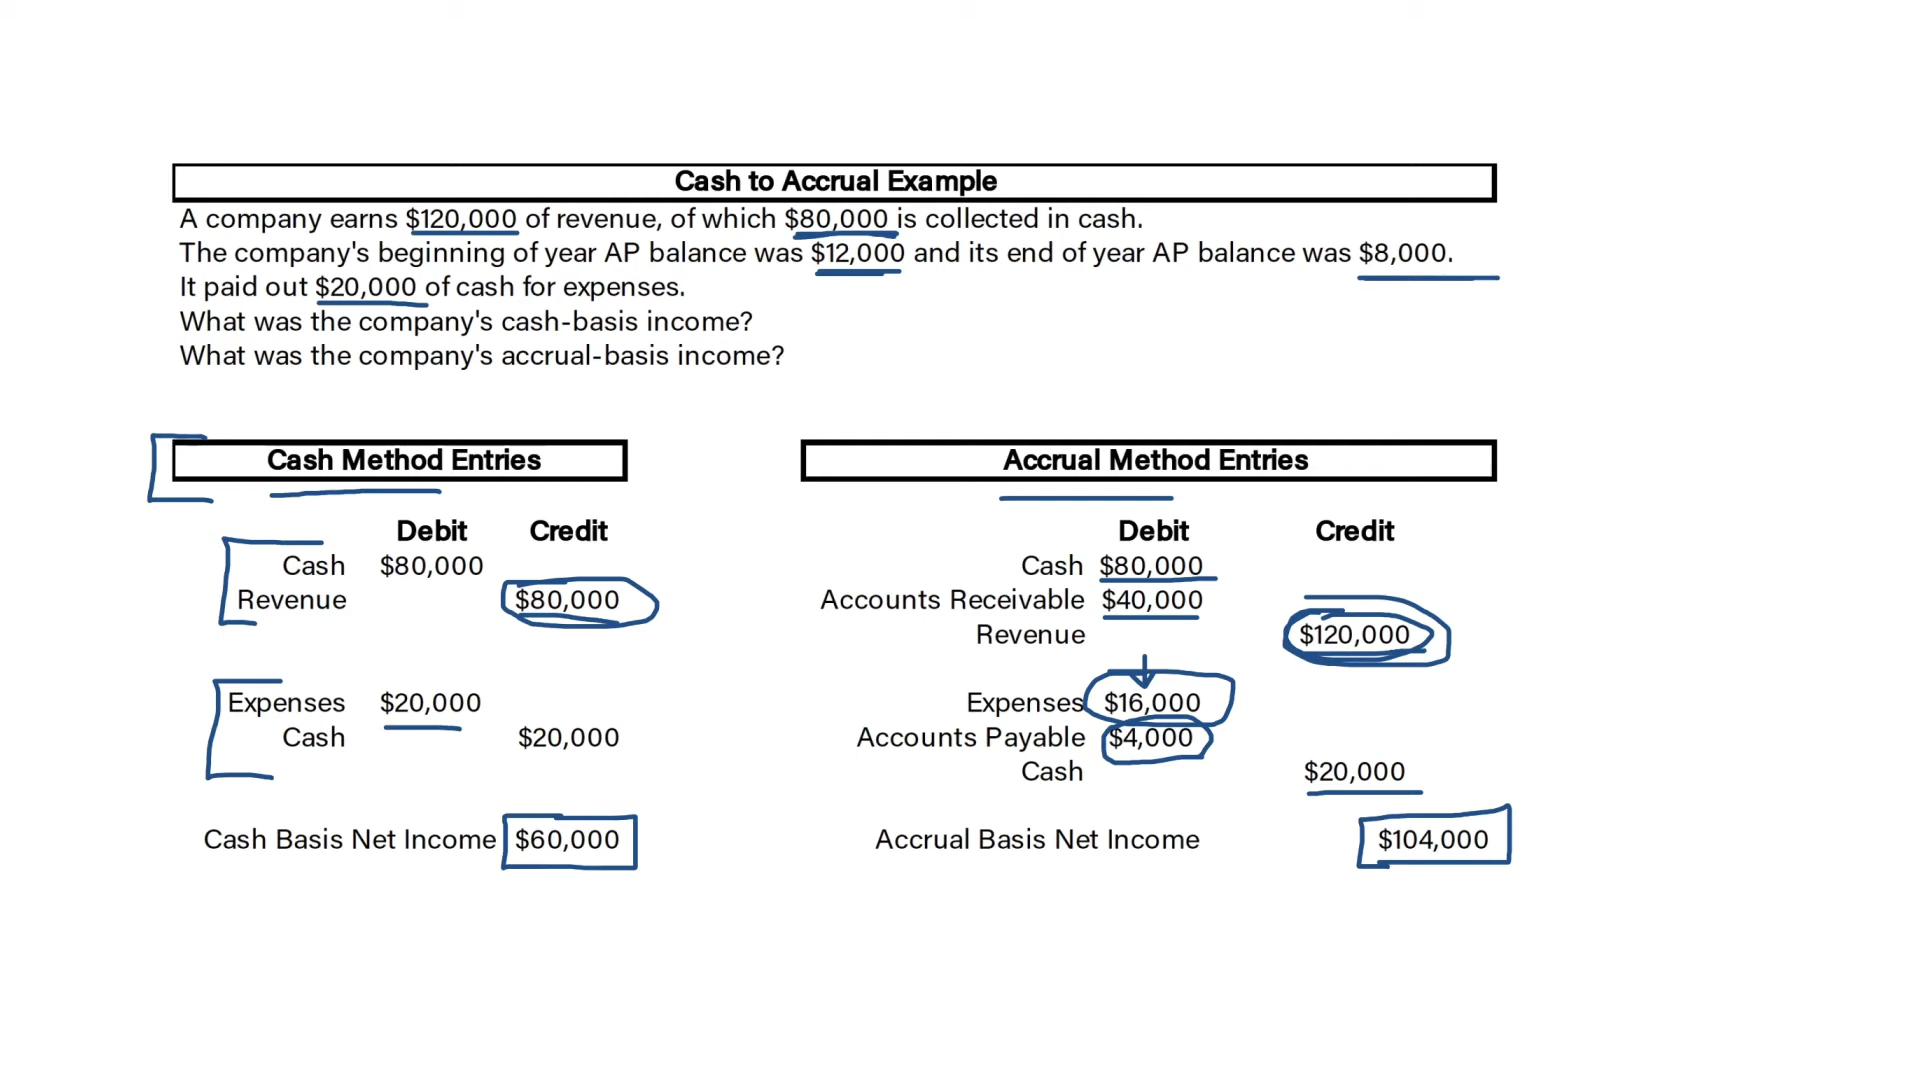 Cash to Accrual Example
A company earns $120,000 of revenue, of which $80,000 is collected in cash.
The company's beginning of year AP balance was $12,000 and its end of year AP balance was $8,000.
It paid out $20,000 of cash for expenses.
What was the company's cash-basis income?
What was the company's accrual-basis income?
Cash Method Entries
Debit Credit
Cash $80,000
Revenue $80,000
Expenses $20,000
Cash $20,000
Cash Basis Net Income $60,000
Accrual Method Entries
Debit Credit
Cash $80,000
Accounts Receivable $40,000
Revenue $120,000
Expenses $16,000
Accounts Payable $4,000
Cash $20,000
Accrual Basis Net Income $104,000